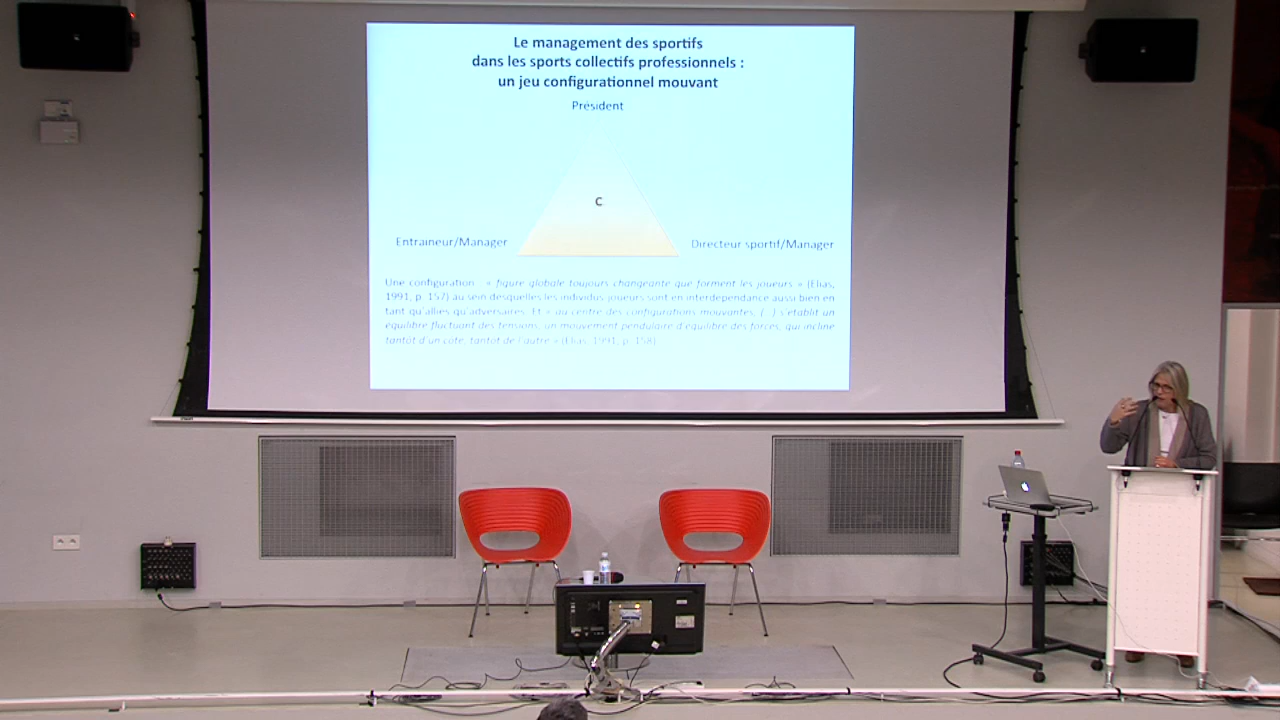 Le management des sportifs
dans les sports collectifs professionnels :
un jeu configurationnel mouvant
Président
C
Entraineur/Manager
Directeur sportif/Manager
Une configuration : « figure globale toujours changeante que forment les joueurs » (Elias,
1991, p. 157) au sein desquelles les individus joueurs sont en interdépendance aussi bien en
tant qu'alliés qu'adversaires. Et « au centre des configurations mouvantes, (...) s'établit un
équilibre fluctuant des tensions, un mouvement pendulaire d'équilibre des forces, qui incline
tantôt d'un côté, tantôt de l'autre » (Elias, 1991, p. 158)